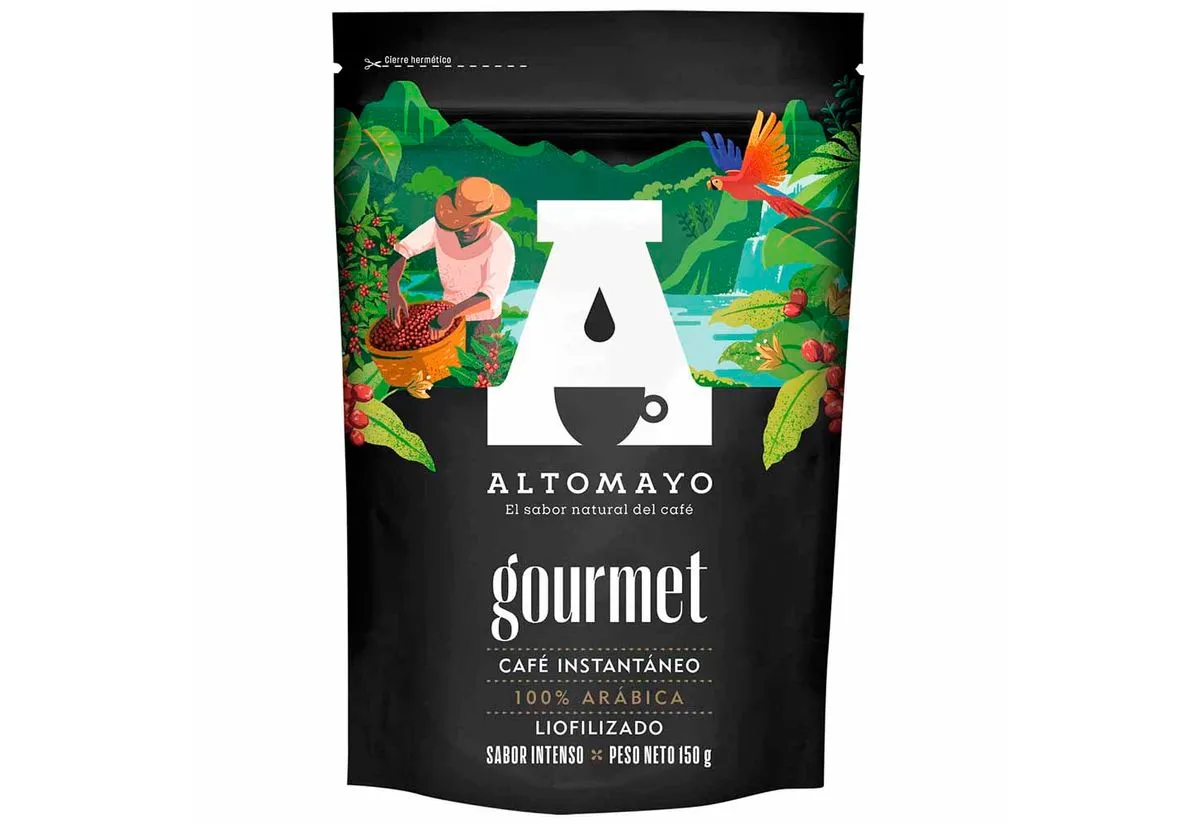 Cierre hermético
ALTOMAYO
El sabor natural del café
gourmet
CAFÉ INSTANTÁNEO
100% ARÁBICA
LIOFILIZADO
SABOR INTENSO PESO NETO 150 g